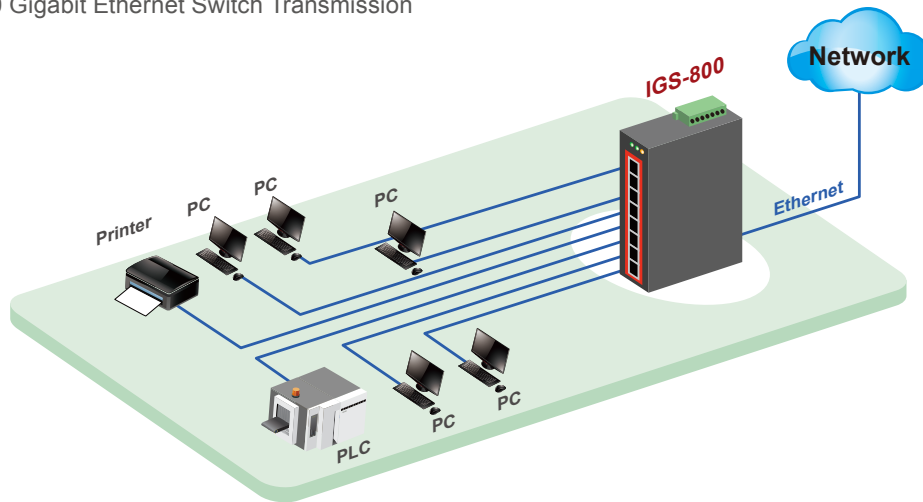 Gigabit Ethernet Switch Transmission
Network
IGS-800
PC
PC
PC
Printer
Ethernet
PC
PC
PLC